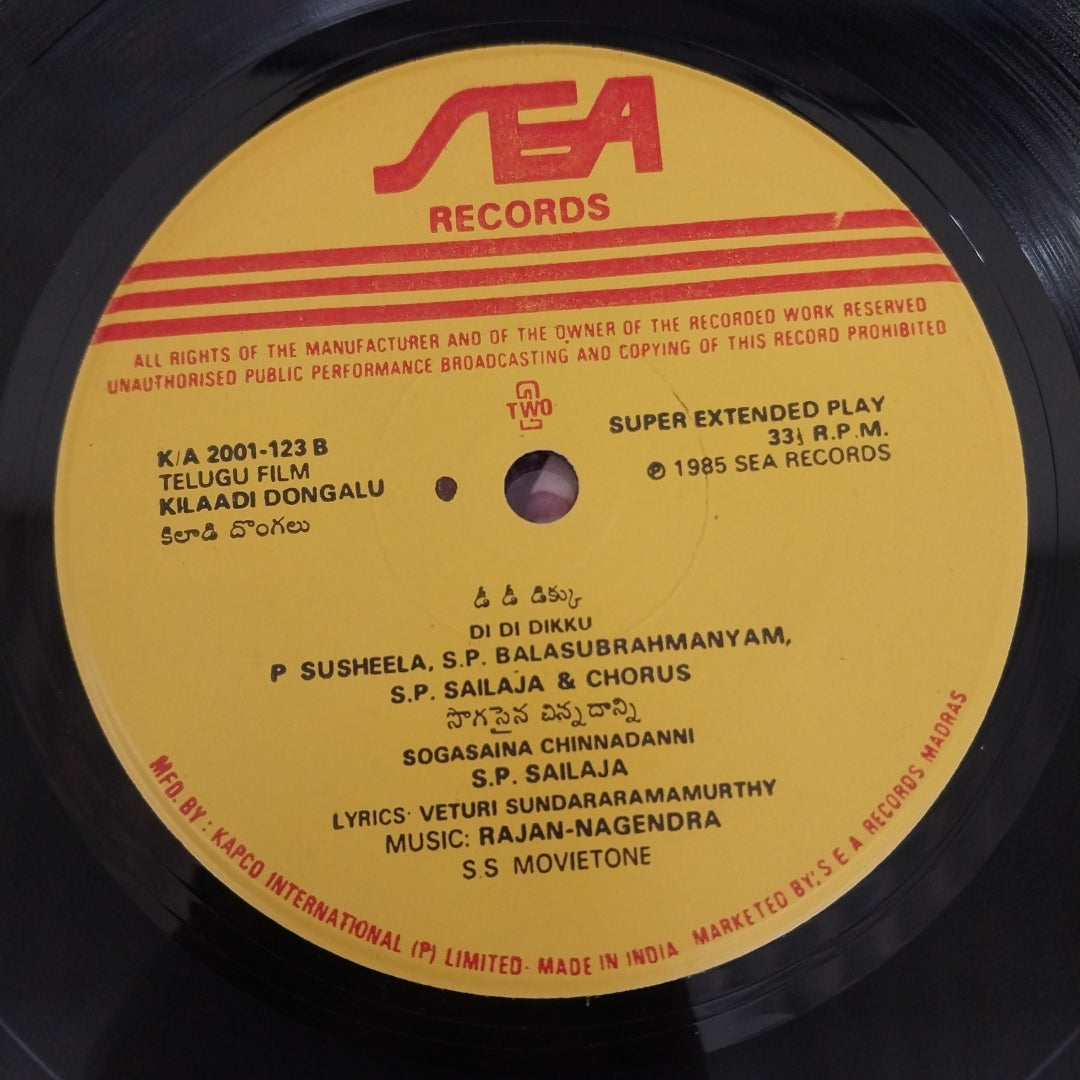 SEA
RECORDS
ALL RIGHTS OF THE MANUFACTURER AND OF THE OWNER OF THE RECORDED WORK RESERVED
UNAUTHORISED PUBLIC PERFORMANCE BROADCASTING AND COPYING OF THIS RECORD PROHIBITED
2
TWO
K/A 2001-123 B
TELUGU FILM
KILAADI DONGALU
కిలాడి దొంగలు
SUPER EXTENDED PLAY
33⅓ R.P.M.
℗ 1985 SEA RECORDS
డీ డీ డిక్కు
DI DI DIKKU
P SUSHEELA, S.P. BALASUBRAHMANYAM,
S.P. SAILAJA & CHORUS
సొగసైన చిన్నదాన్ని
SOGASAINA CHINNADANNI
S.P. SAILAJA
LYRICS: VETURI SUNDARARAMAMURTHY
MUSIC: RAJAN-NAGENDRA
S.S MOVIETONE
MFD. BY : KAPCO INTERNATIONAL (P) LIMITED- MADE IN INDIA MARKETED BY: S E A RECORDS MADRAS